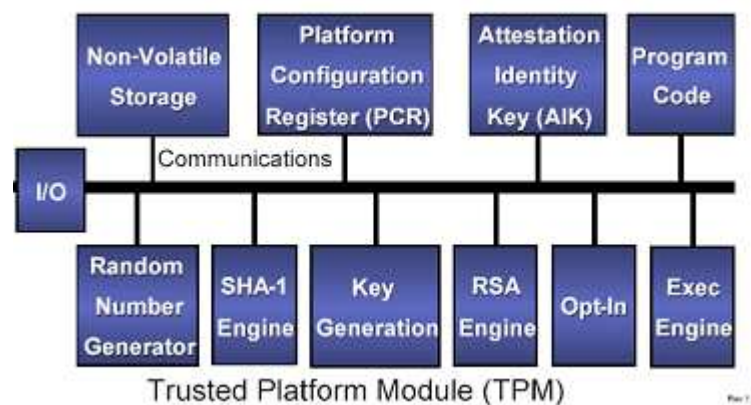 Non-Volatile
Storage
Platform
Configuration
Register (PCR)
Attestation
Identity
Key (AIK)
Program
Code
Communications
I/O
Random
Number
Generator
SHA-1
Engine
Key
Generation
RSA
Engine
Opt-In
Exec
Engine
Trusted Platform Module (TPM)